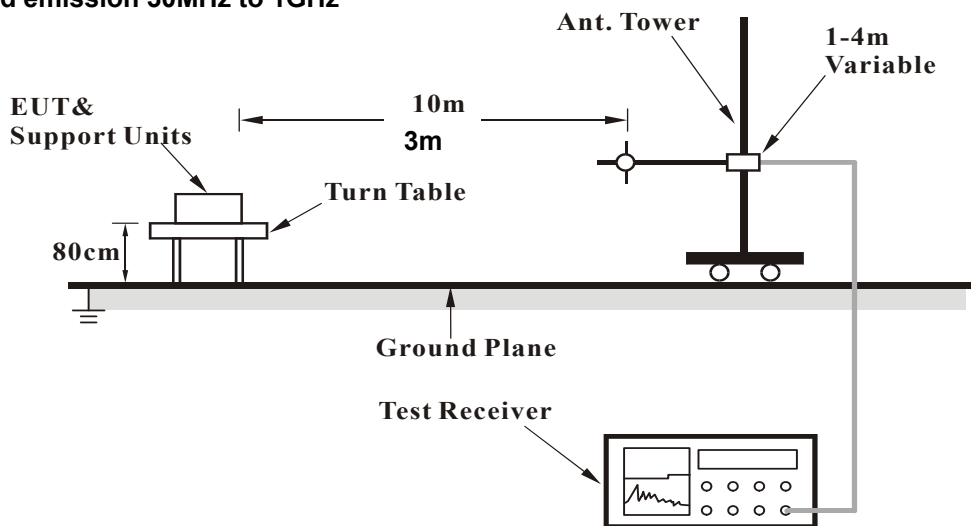 d emission 30MHz to 1GHz
Ant. Tower
1-4m
Variable
EUT&
Support Units
10m
3m
Turn Table
80cm
Ground Plane
Test Receiver